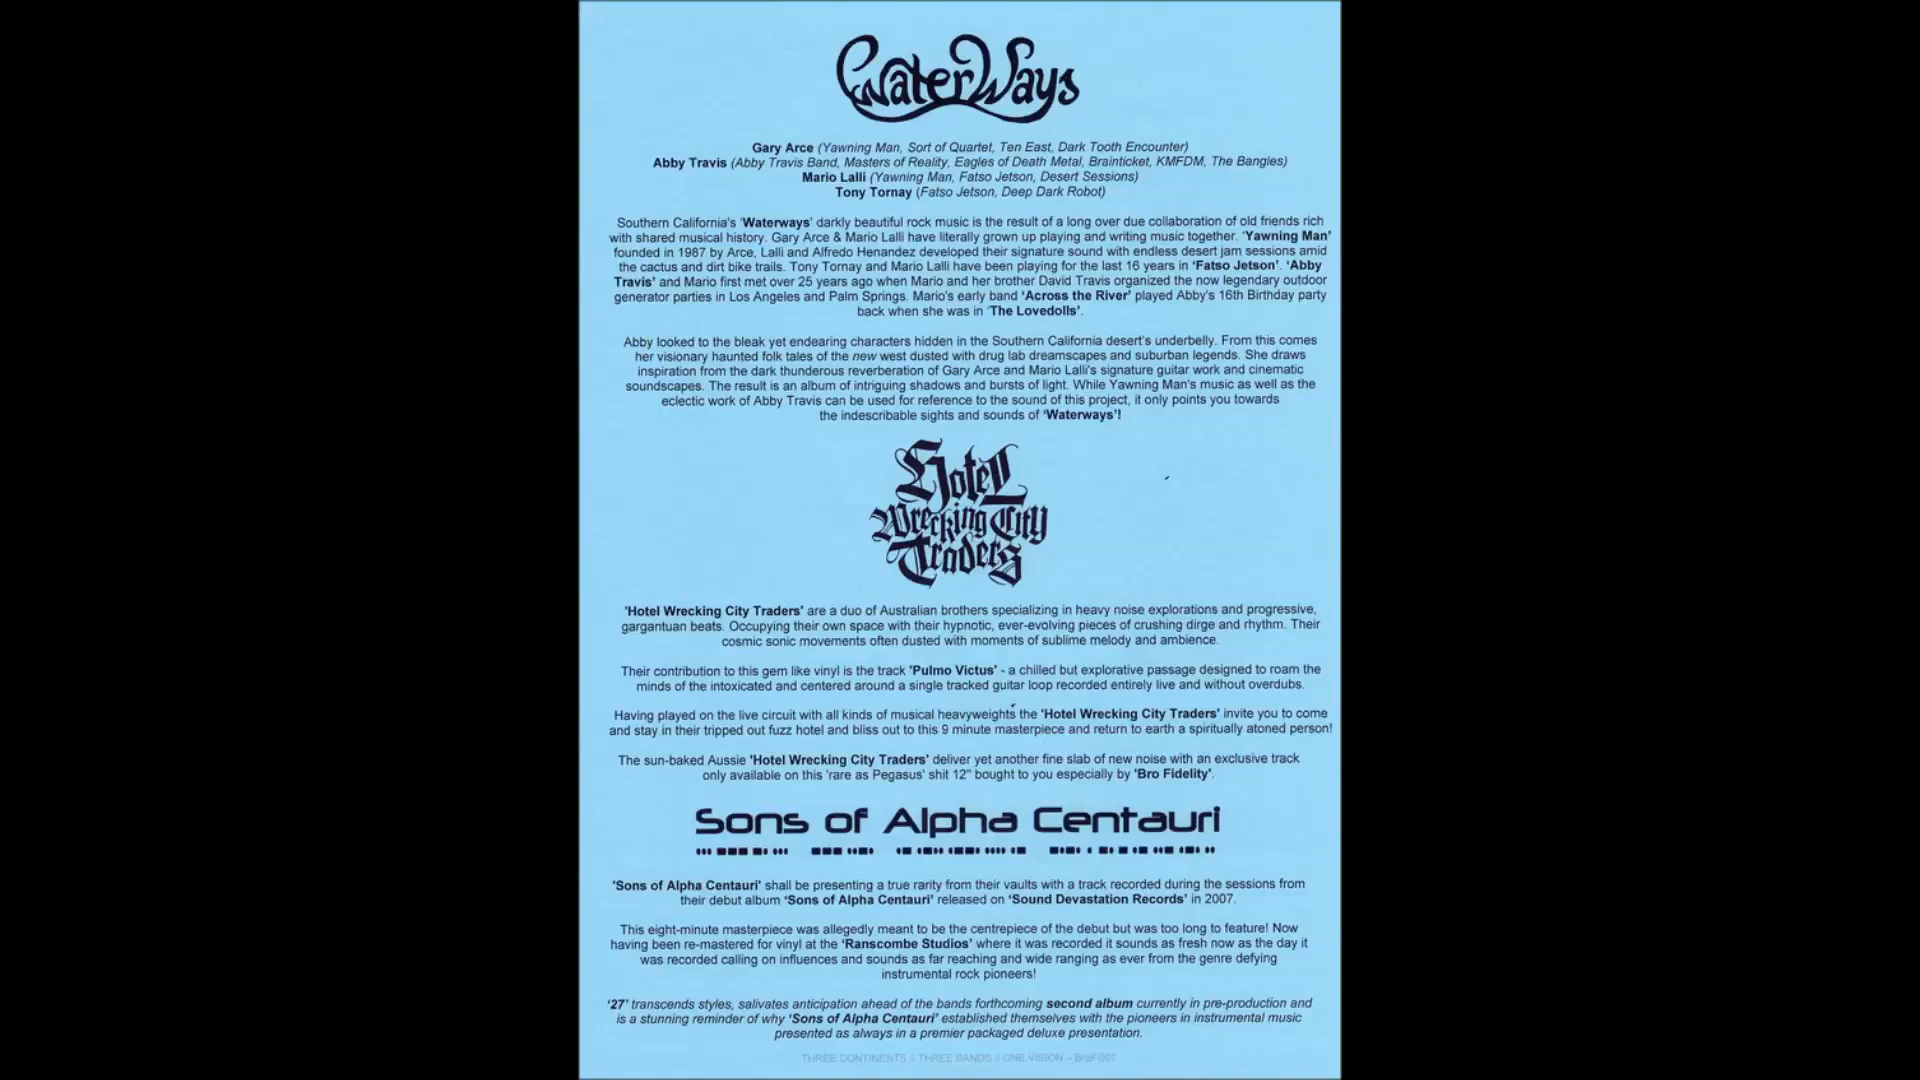 WaterWays
Gary Arce (Yawning Man, Sort of Quartet, Ten East, Dark Tooth Encounter)
Abby Travis (Abby Travis Band, Masters of Reality, Eagles of Death Metal, Brainticket, KMFDM, The Bangles)
Mario Lalli (Yawning Man, Fatso Jetson, Desert Sessions)
Tony Tornay (Fatso Jetson, Deep Dark Robot)
Southern California's 'Waterways' darkly beautiful rock music is the result of a long over due collaboration of old friends rich
with shared musical history. Gary Arce & Mario Lalli have literally grown up playing and writing music together. 'Yawning Man'
founded in 1987 by Arce, Lalli and Alfredo Henandez developed their signature sound with endless desert jam sessions amid
the cactus and dirt bike trails. Tony Tornay and Mario Lalli have been playing for the last 16 years in 'Fatso Jetson'. 'Abby
Travis' and Mario first met over 25 years ago when Mario and her brother David Travis organized the now legendary outdoor
generator parties in Los Angeles and Palm Springs. Mario's early band 'Across the River' played Abby's 16th Birthday party
back when she was in 'The Lovedolls'.
Abby looked to the bleak yet endearing characters hidden in the Southern California desert's underbelly. From this comes
her visionary haunted folk tales of the new west dusted with drug lab dreamscapes and suburban legends. She draws
inspiration from the dark thunderous reverberation of Gary Arce and Mario Lalli's signature guitar work and cinematic
soundscapes. The result is an album of intriguing shadows and bursts of light. While Yawning Man's music as well as the
eclectic work of Abby Travis can be used for reference to the sound of this project, it only points you towards
the indescribable sights and sounds of 'Waterways'!
Hotel
Wrecking City
Traders
'Hotel Wrecking City Traders' are a duo of Australian brothers specializing in heavy noise explorations and progressive,
gargantuan beats. Occupying their own space with their hypnotic, ever-evolving pieces of crushing dirge and rhythm. Their
cosmic sonic movements often dusted with moments of sublime melody and ambience.
Their contribution to this gem like vinyl is the track 'Pulmo Victus' - a chilled but explorative passage designed to roam the
minds of the intoxicated and centered around a single tracked guitar loop recorded entirely live and without overdubs.
Having played on the live circuit with all kinds of musical heavyweights the 'Hotel Wrecking City Traders' invite you to come
and stay in their tripped out fuzz hotel and bliss out to this 9 minute masterpiece and return to earth a spiritually atoned person!
The sun-baked Aussie 'Hotel Wrecking City Traders' deliver yet another fine slab of new noise with an exclusive track
only available on this 'rare as Pegasus' shit 12" bought to you especially by 'Bro Fidelity'.
Sons of Alpha Centauri
'Sons of Alpha Centauri' shall be presenting a true rarity from their vaults with a track recorded during the sessions from
their debut album 'Sons of Alpha Centauri' released on 'Sound Devastation Records' in 2007.
This eight-minute masterpiece was allegedly meant to be the centrepiece of the debut but was too long to feature! Now
having been re-mastered for vinyl at the 'Ranscombe Studios' where it was recorded it sounds as fresh now as the day it
was recorded calling on influences and sounds as far reaching and wide ranging as ever from the genre defying
instrumental rock pioneers!
'27' transcends styles, salivates anticipation ahead of the bands forthcoming second album currently in pre-production and
is a stunning reminder of why 'Sons of Alpha Centauri' established themselves with the pioneers in instrumental music
presented as always in a premier packaged deluxe presentation.
THREE CONTINENTS // THREE BANDS // ONE VISION – BroFi007